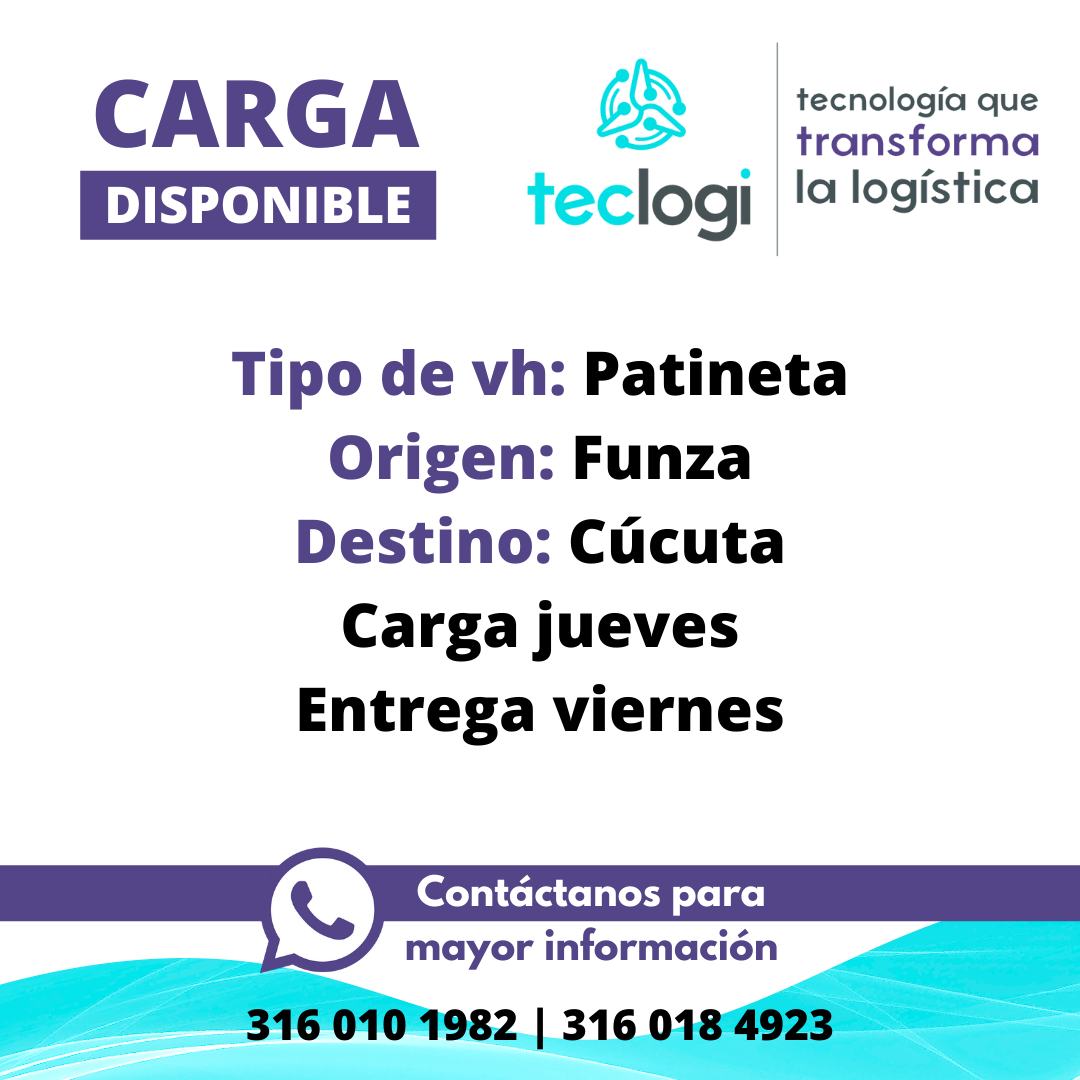 CARGA
DISPONIBLE
teclogi
tecnología que
transforma
la logística
Tipo de vh: Patineta
Origen: Funza
Destino: Cúcuta
Carga jueves
Entrega viernes
Contáctanos para
mayor información
316 010 1982 | 316 018 4923